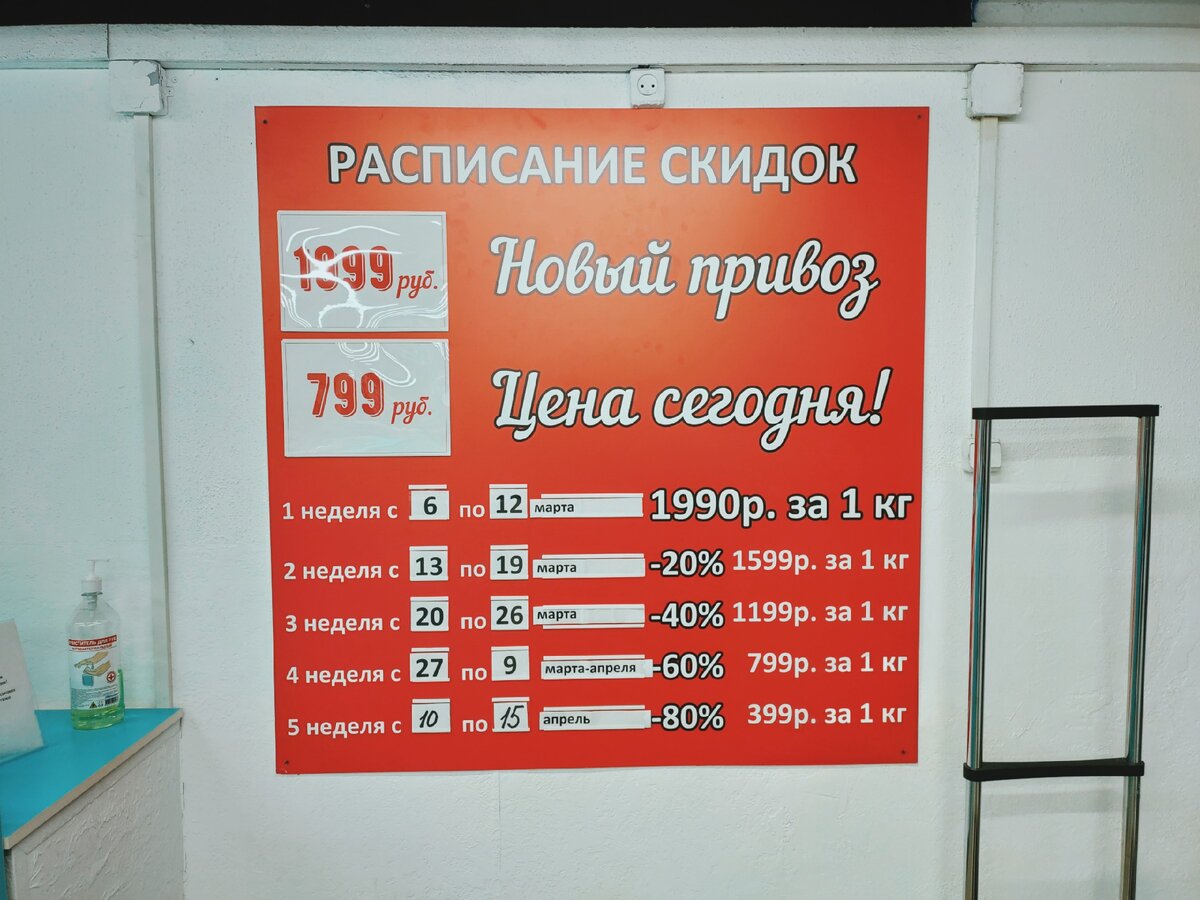 РАСПИСАНИЕ СКИДОК
руб.
Новый привоз
799 руб.
Цена сегодня!
1 неделя с 6 по 12 марта 1990р. за 1 кг
2 неделя с 13 по 19 марта -20% 1599р. за 1 кг
3 неделя с 20 по 26 марта -40% 1199р. за 1 кг
4 неделя с 27 по 9 марта-апреля -60% 799р. за 1 кг
5 неделя с 10 по 15 апрель -80% 399р. за 1 кг